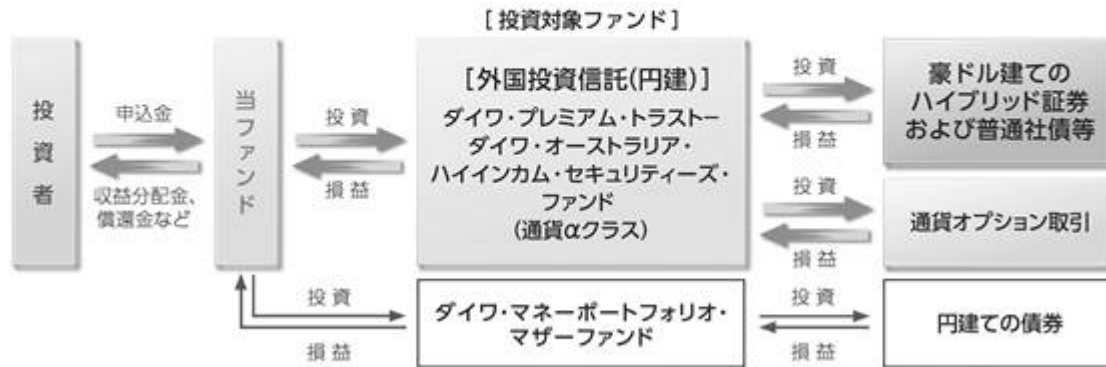 [ 投資対象ファンド ]
投資者
申込金
収益分配金、
償還金など
当ファンド
投資
損益
[外国投資信託(円建)]
ダイワ・プレミアム・トラストー
ダイワ・オーストラリア・
ハイインカム・セキュリティーズ・
ファンド
(通貨αクラス)
投資
損益
豪ドル建ての
ハイブリッド証券
および普通社債等
投資
損益
通貨オプション取引
投資
損益
ダイワ・マネーポートフォリオ・
マザーファンド
投資
損益
円建ての債券